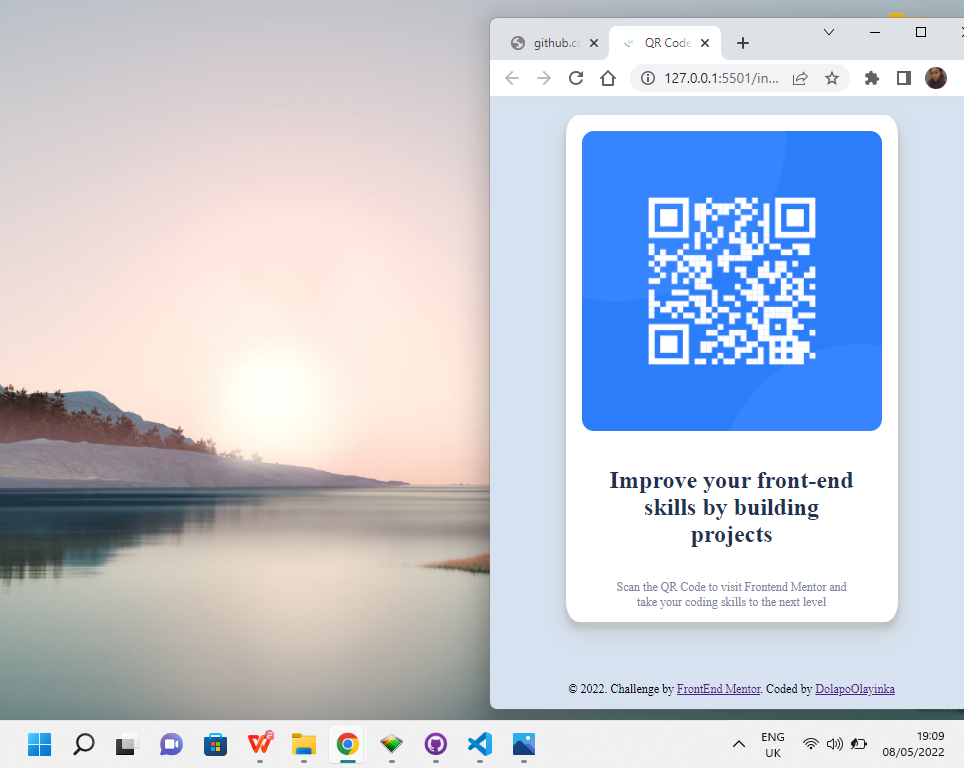 github.cc
QR Code
127.0.0.1:5501/in...
Improve your front-end
skills by building
projects
Scan the QR Code to visit Frontend Mentor and
take your coding skills to the next level
© 2022. Challenge by FrontEnd Mentor. Coded by DolapoOlayinka
ENG
UK
19:09
08/05/2022